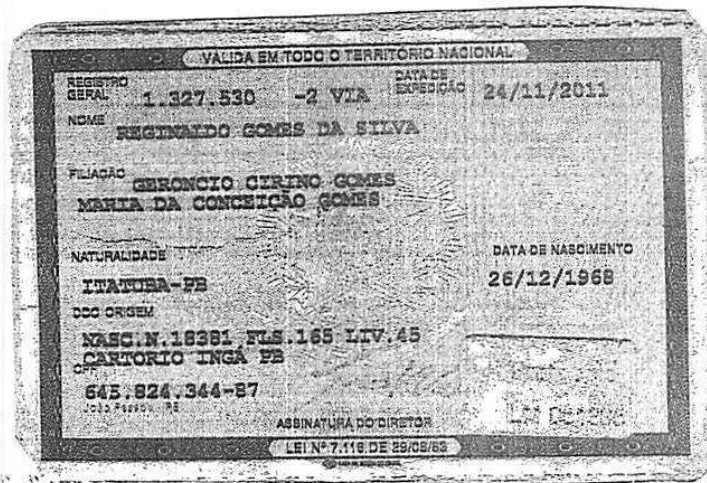 VÁLIDA EM TODO O TERRITÓRIO NACIONAL
REGISTRO GERAL 1.327.530 -2 VIA DATA DE EXPEDIÇÃO 24/11/2011
NOME REGINALDO GOMES DA SILVA
FILIAÇÃO GERONCIO CIRINO GOMES
MARIA DA CONCEIÇÃO GOMES
NATURALIDADE DATA DE NASCIMENTO
ITATUBA-PB 26/12/1968
DOC ORIGEM
NASC.N.18381 FLS.165 LIV.45
CARTORIO INGÁ PB
CPF
645.824.344-87
João Pessoa PB
ASSINATURA DO DIRETOR
LEI Nº 7.116 DE 29/08/83